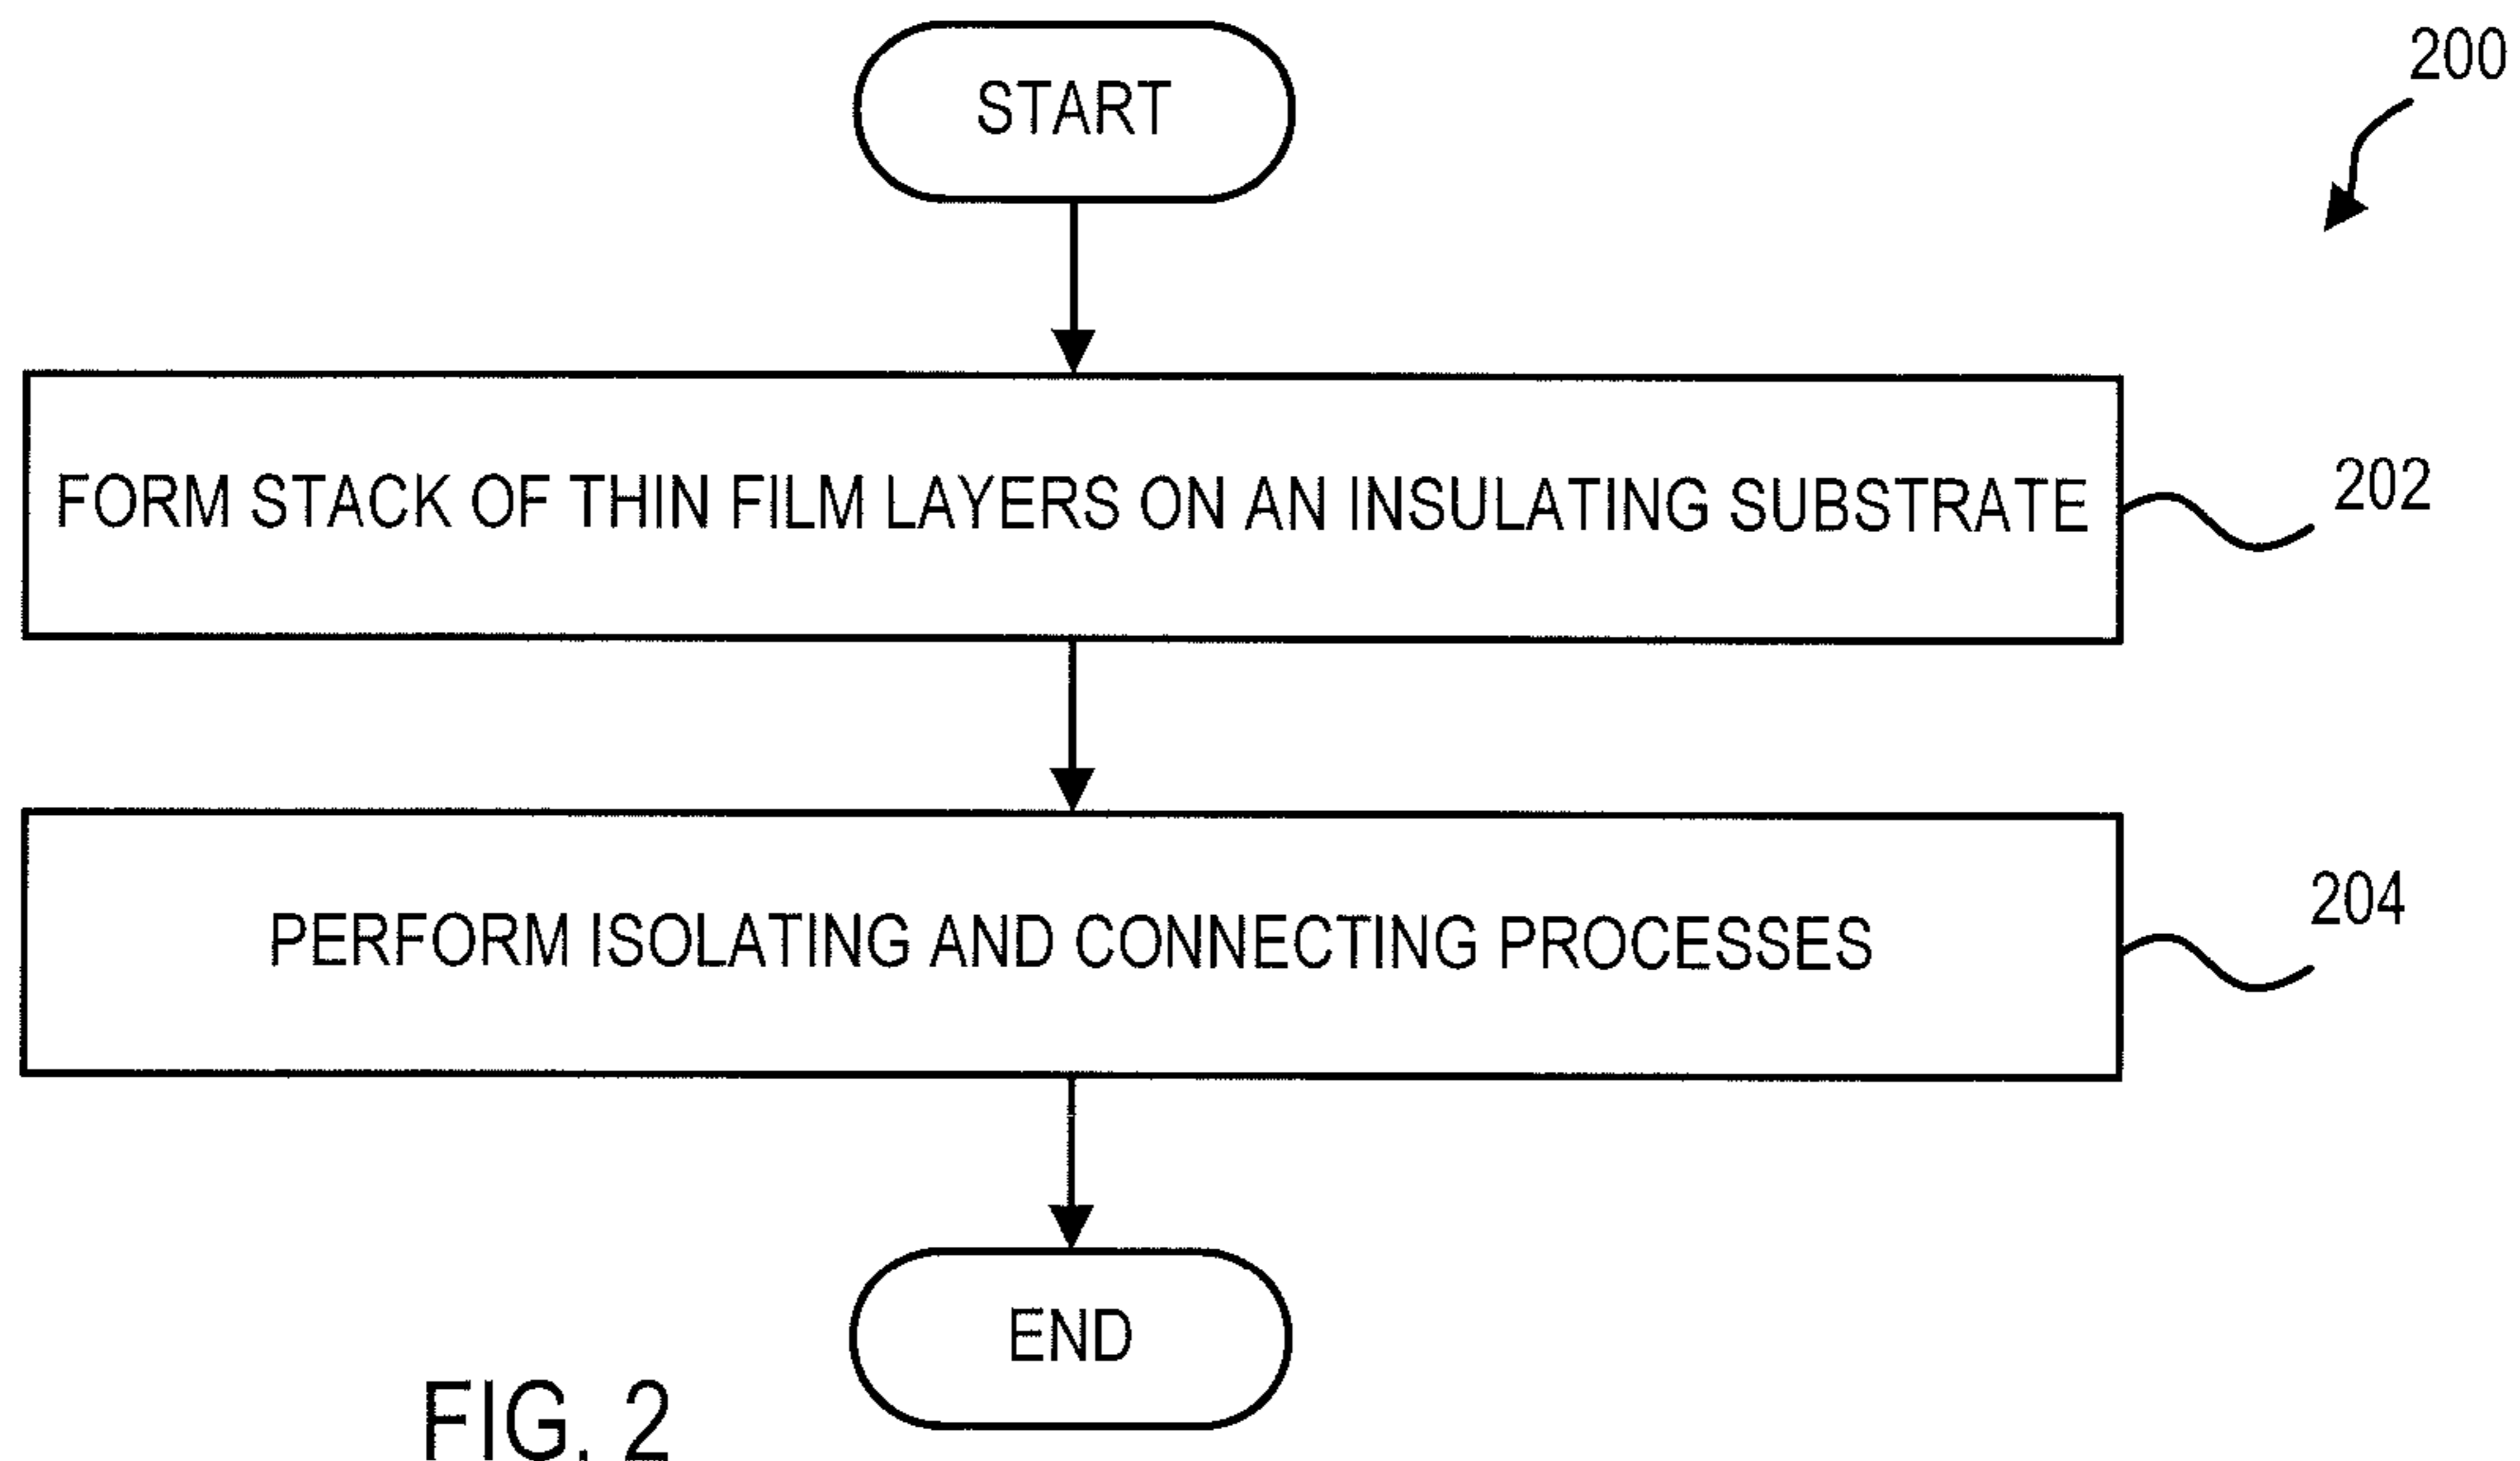 START
200
FORM STACK OF THIN FILM LAYERS ON AN INSULATING SUBSTRATE
202
PERFORM ISOLATING AND CONNECTING PROCESSES
204
END
FIG. 2